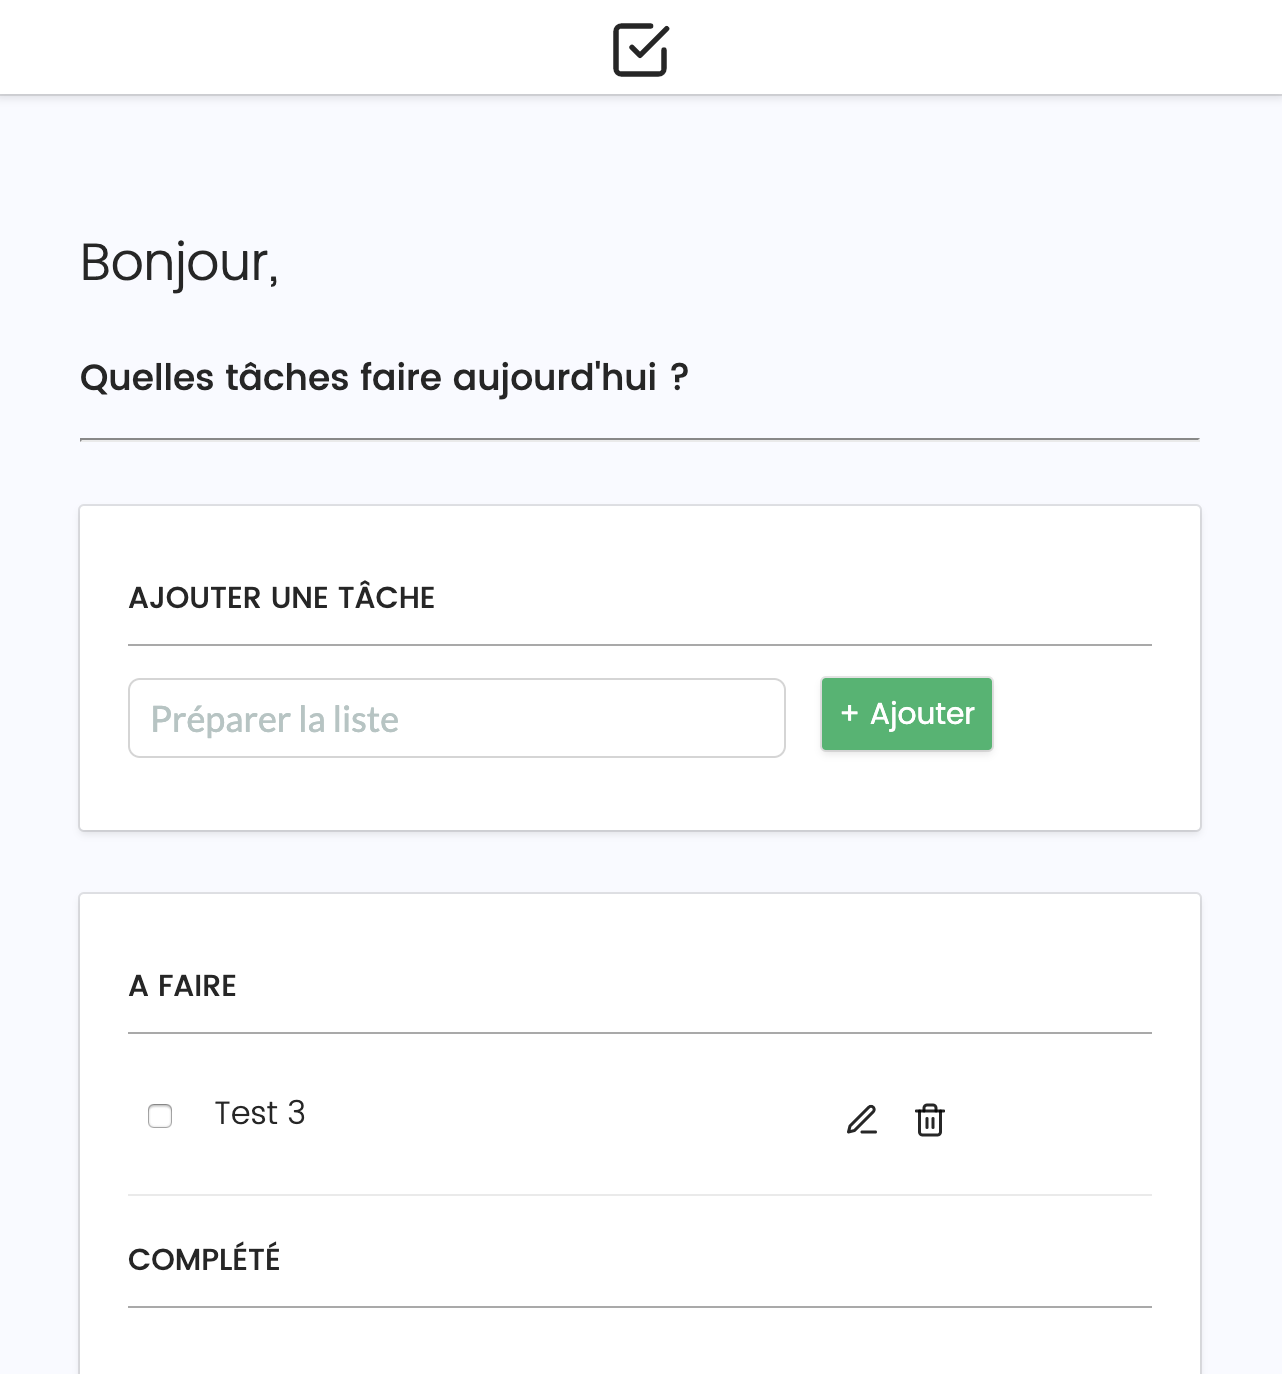 Bonjour,
Quelles tâches faire aujourd'hui ?
AJOUTER UNE TÂCHE
Préparer la liste
+ Ajouter
A FAIRE
Test 3
COMPLÉTÉ